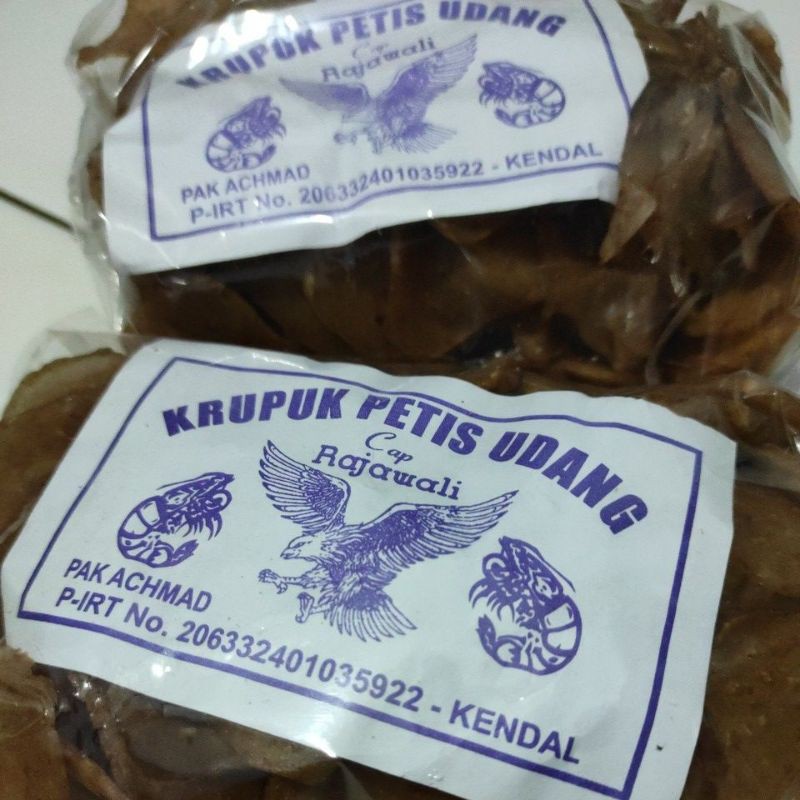 KRUPUK PETIS UDANG
Cap
Rajawali
PAK ACHMAD
P-IRT No. 206332401035922 - KENDAL
KRUPUK PETIS UDANG
Cap
Rajawali
PAK ACHMAD
P-IRT No. 206332401035922 - KENDAL